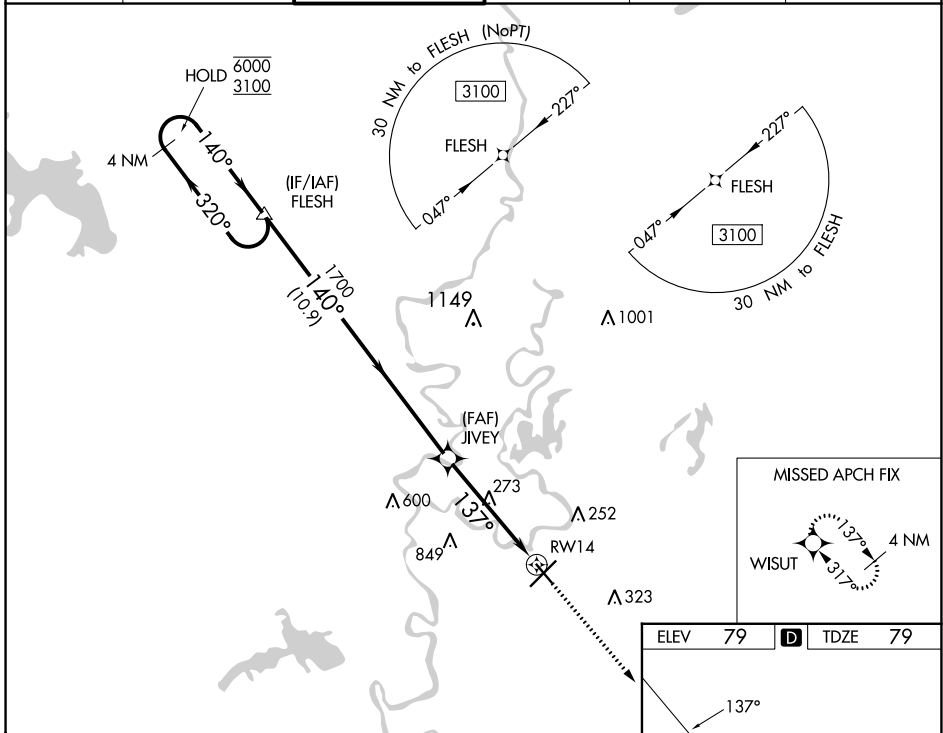 30 NM to FLESH (NoPT)
HOLD
6000
3100
3100
227°
FLESH
047°
227°
FLESH
047°
3100
30 NM to FLESH
4 NM
140°
320°
(IF/IAF)
FLESH
1700
140°
(10.9)
1149
1001
(FAF)
JIVEY
137°
273
600
252
849
RW14
323
MISSED APCH FIX
WISUT
137°
317°
4 NM
ELEV 79 D TDZE 79
137°